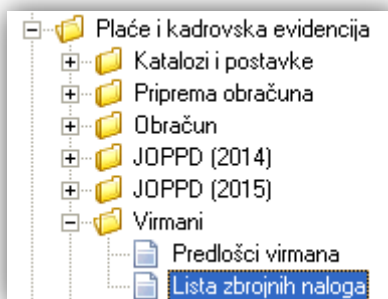 Plaće i kadrovska evidencija
Katalozi i postavke
Priprema obračuna
Obračun
JOPPD (2014)
JOPPD (2015)
Virmani
Predlošci virmana
Lista zbrojnih naloga